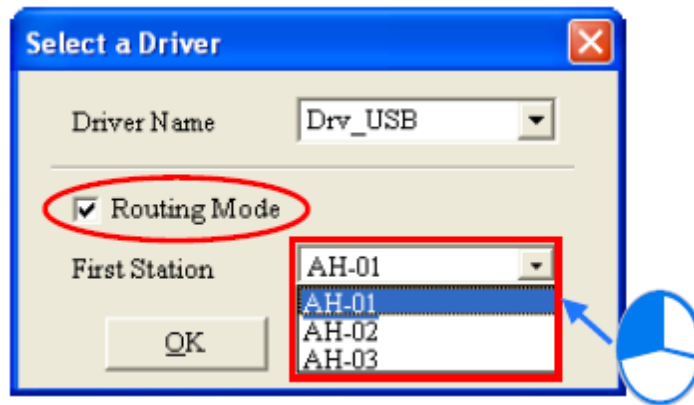 Select a Driver
Driver Name Drv_USB
Routing Mode
First Station AH-01
AH-01
OK AH-02
AH-03